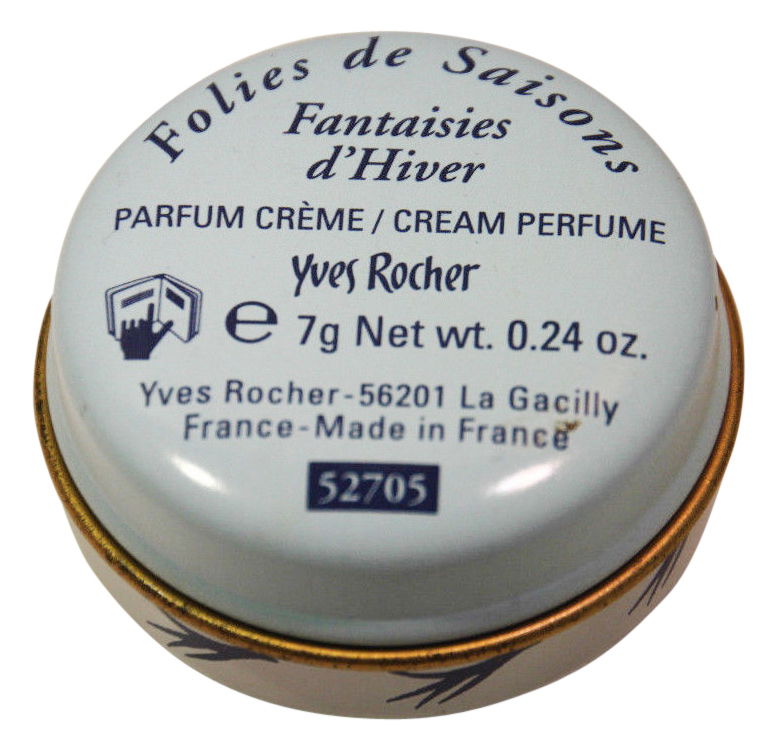 Folies de Saisons
Fantaisies
d'Hiver
PARFUM CRÈME / CREAM PERFUME
Yves Rocher
e 7g Net wt. 0.24 oz.
Yves Rocher-56201 La Gacilly
France-Made in France
52705